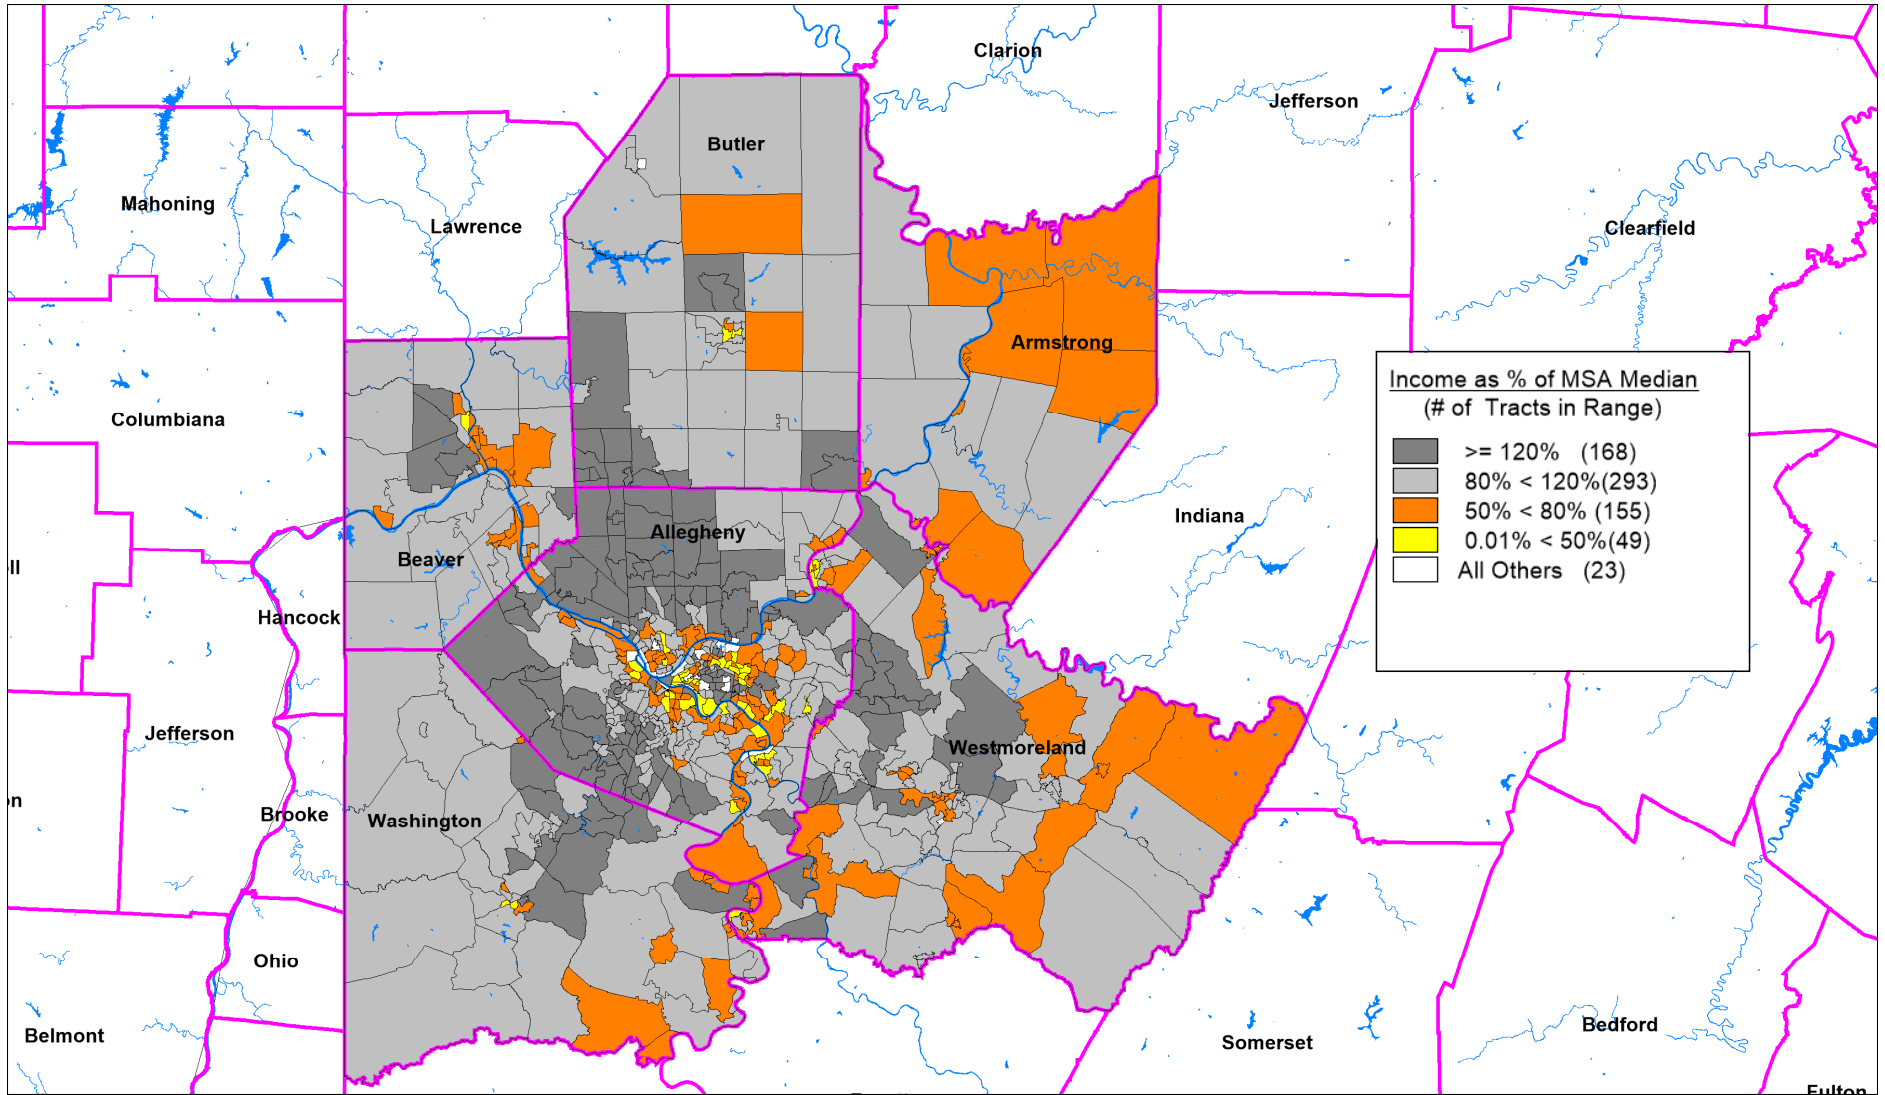 Clarion
Jefferson
Butler
Mahoning
Lawrence
Clearfield
Armstrong
Income as % of MSA Median
(# of Tracts in Range)
>= 120% (168)
80% < 120%(293)
50% < 80% (155)
0.01% < 50%(49)
All Others (23)
Columbiana
Indiana
Allegheny
Beaver
ll
Hancock
Jefferson
Westmoreland
n
Brooke
Washington
Ohio
Belmont
Bedford
Somerset
Fulton